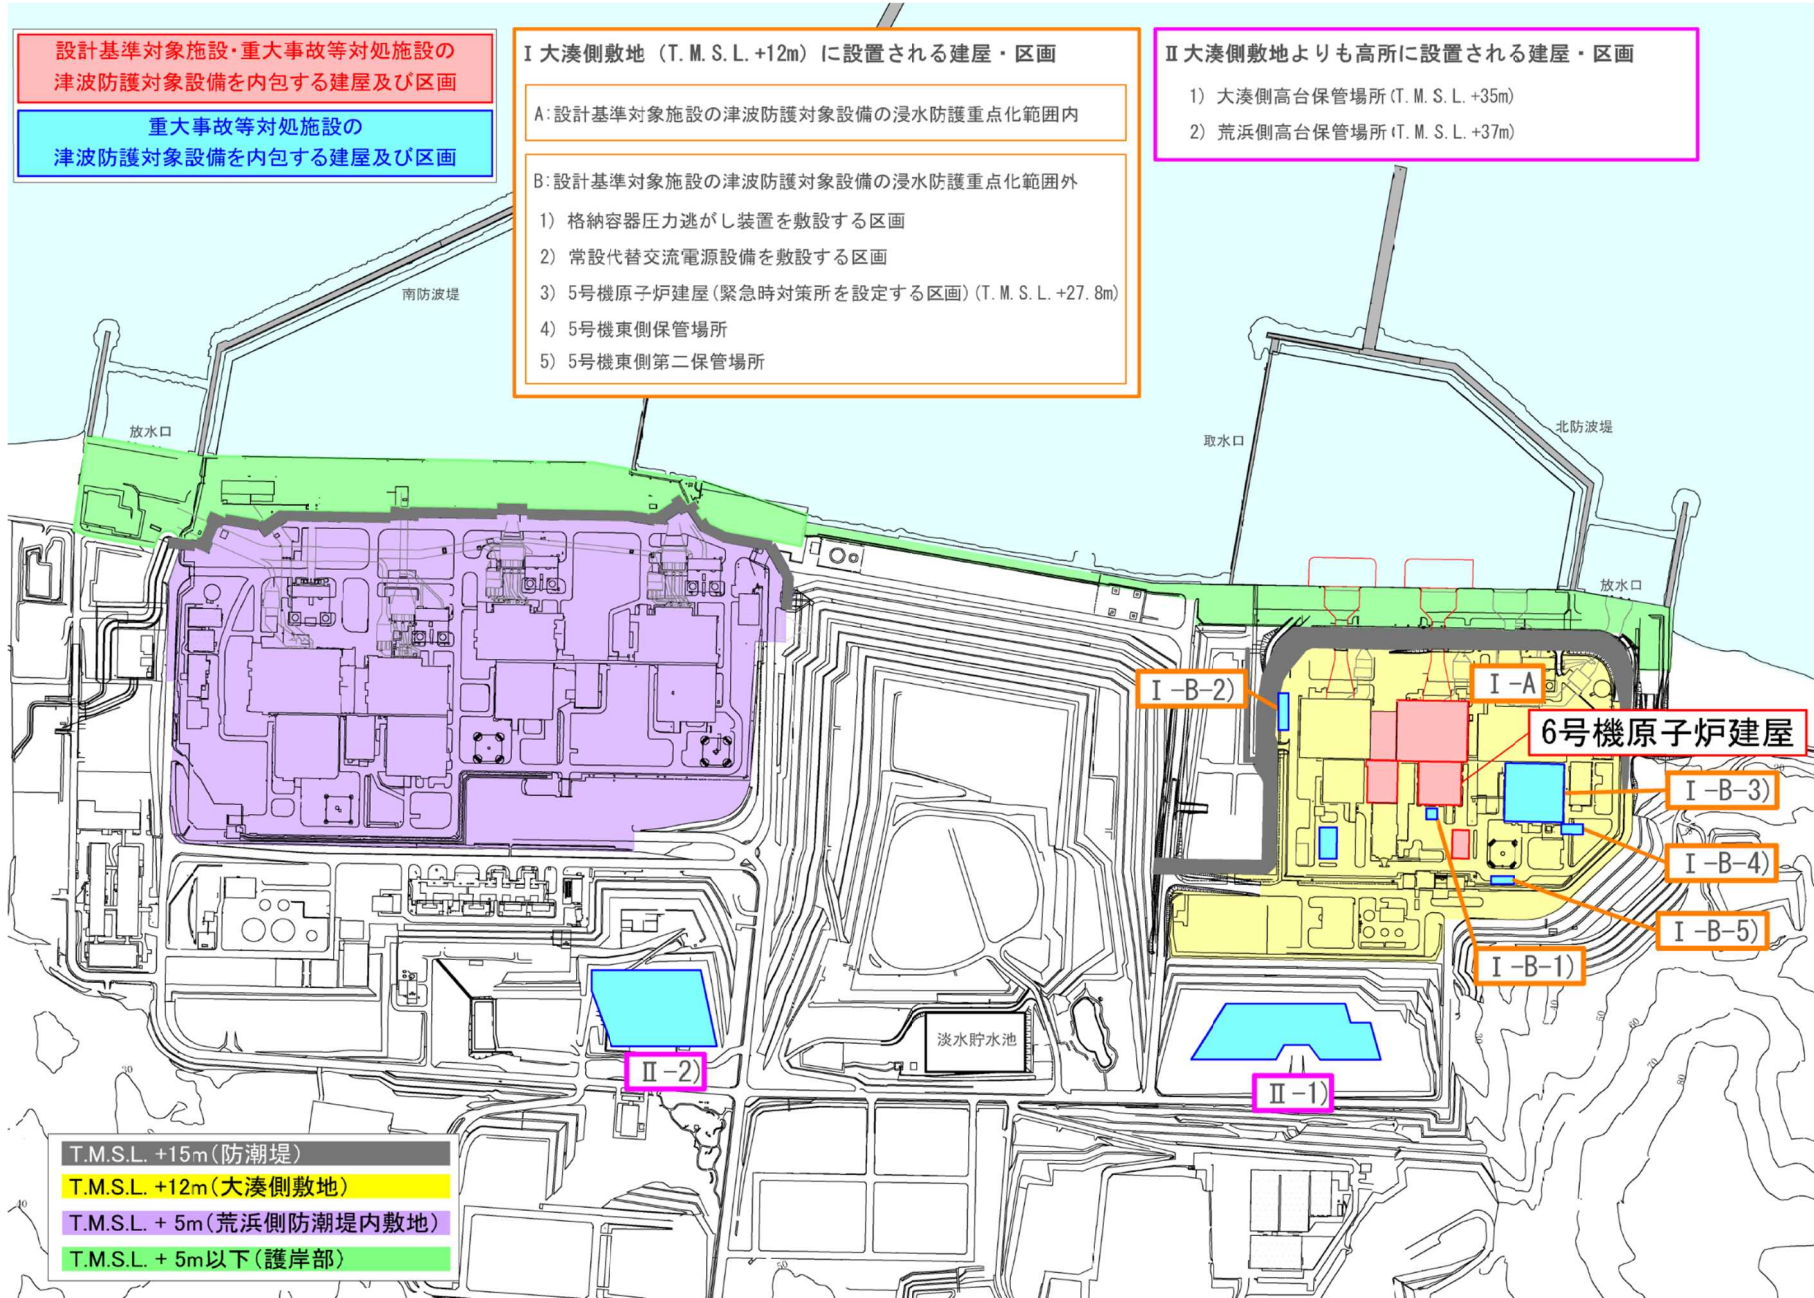 設計基準対象施設・重大事故等対処施設の
津波防護対象設備を内包する建屋及び区画
重大事故等対処施設の
津波防護対象設備を内包する建屋及び区画
Ⅰ 大湊側敷地（T.M.S.L.+12m）に設置される建屋・区画
A:設計基準対象施設の津波防護対象設備の浸水防護重点化範囲内
B:設計基準対象施設の津波防護対象設備の浸水防護重点化範囲外
1) 格納容器圧力逃がし装置を敷設する区画
2) 常設代替交流電源設備を敷設する区画
3) 5号機原子炉建屋(緊急時対策所を設定する区画)(T.M.S.L.+27.8m)
4) 5号機東側保管場所
5) 5号機東側第二保管場所
Ⅱ 大湊側敷地よりも高所に設置される建屋・区画
1) 大湊側高台保管場所(T.M.S.L.+35m)
2) 荒浜側高台保管場所(T.M.S.L.+37m)
南防波堤
放水口
取水口
北防波堤
放水口
Ⅰ-B-2)
Ⅰ-A
6号機原子炉建屋
Ⅰ-B-3)
Ⅰ-B-4)
Ⅰ-B-5)
Ⅰ-B-1)
淡水貯水池
Ⅱ-2)
Ⅱ-1)
T.M.S.L. +15m(防潮堤)
T.M.S.L. +12m(大湊側敷地)
T.M.S.L. + 5m(荒浜側防潮堤内敷地)
T.M.S.L. + 5m以下(護岸部)
30
40
50
50
60
70
80